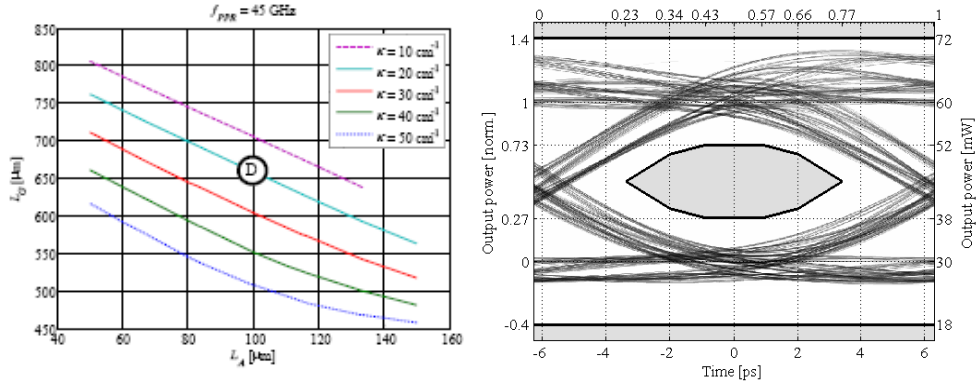 f_PPR = 45 GHz
850
800
750
700
650
600
550
500
450
40 60 80 100 120 140 160
L_G [μm]
L_A [μm]
κ = 10 cm⁻¹
κ = 20 cm⁻¹
κ = 30 cm⁻¹
κ = 40 cm⁻¹
κ = 50 cm⁻¹
D
0 0.23 0.34 0.43 0.57 0.66 0.77 1
1.4
1
0.73
0.27
0
-0.4
Output power [norm.]
72
60
52
38
30
18
Output power [mW]
-6 -4 -2 0 2 4 6
Time [ps]